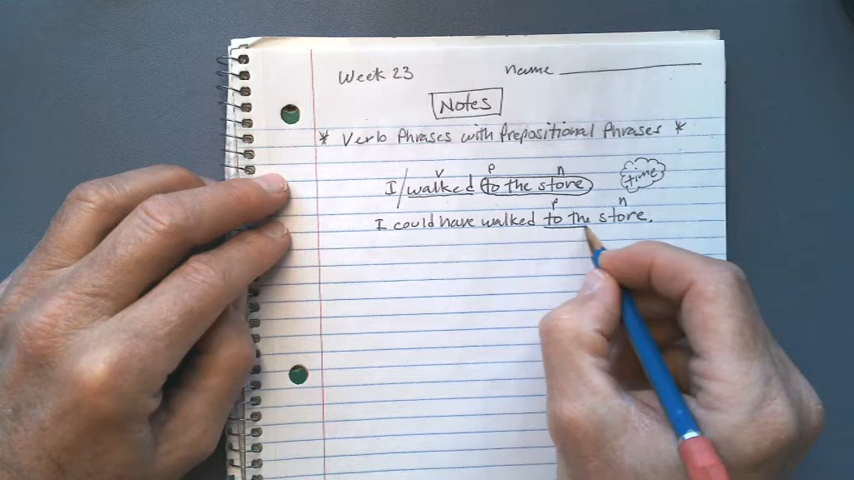 Week 23 name
Notes
* Verb Phrases with Prepositional Phrases *
v p n
I/walked to the store time
p n
I could have walked to the store.